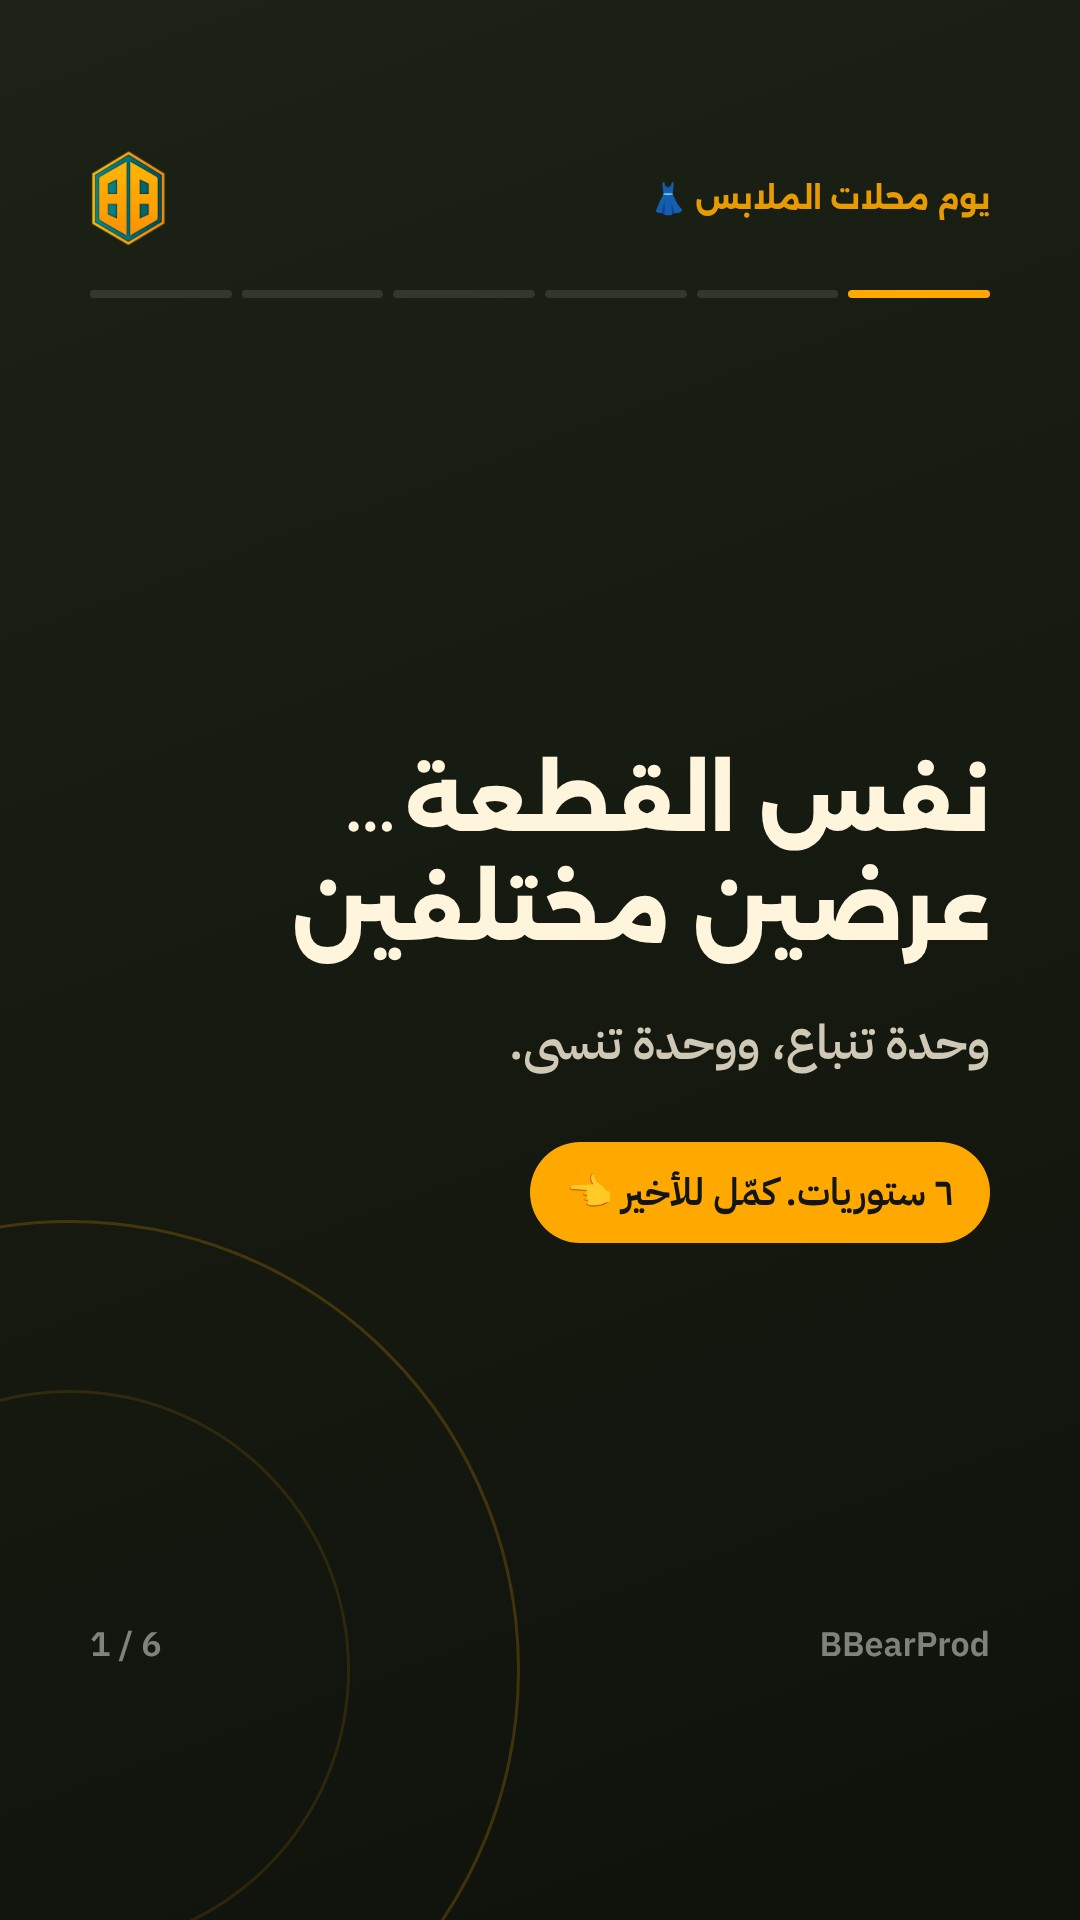 يوم محلات الملابس 👗
نفس القطعة...
عرضين مختلفين
وحدة تنباع، ووحدة تنسى.
٦ ستوريات. كمّل للأخير 👈
BBearProd
1 / 6